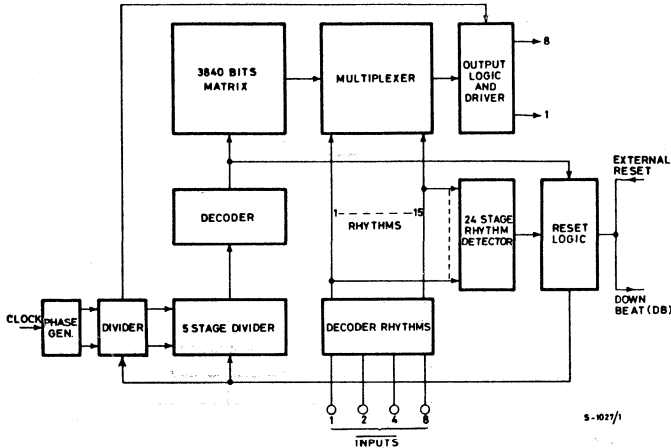 3840 BITS
MATRIX
MULTIPLEXER
OUTPUT
LOGIC
AND
DRIVER
8
1
EXTERNAL
RESET
DECODER
1 15
RHYTHMS
24 STAGE
RHYTHM
DETECTOR
RESET
LOGIC
DOWN
BEAT (DB)
CLOCK
PHASE
GEN.
DIVIDER
5 STAGE DIVIDER
DECODER RHYTHMS
1 2 4 8
INPUTS
S-1027/1